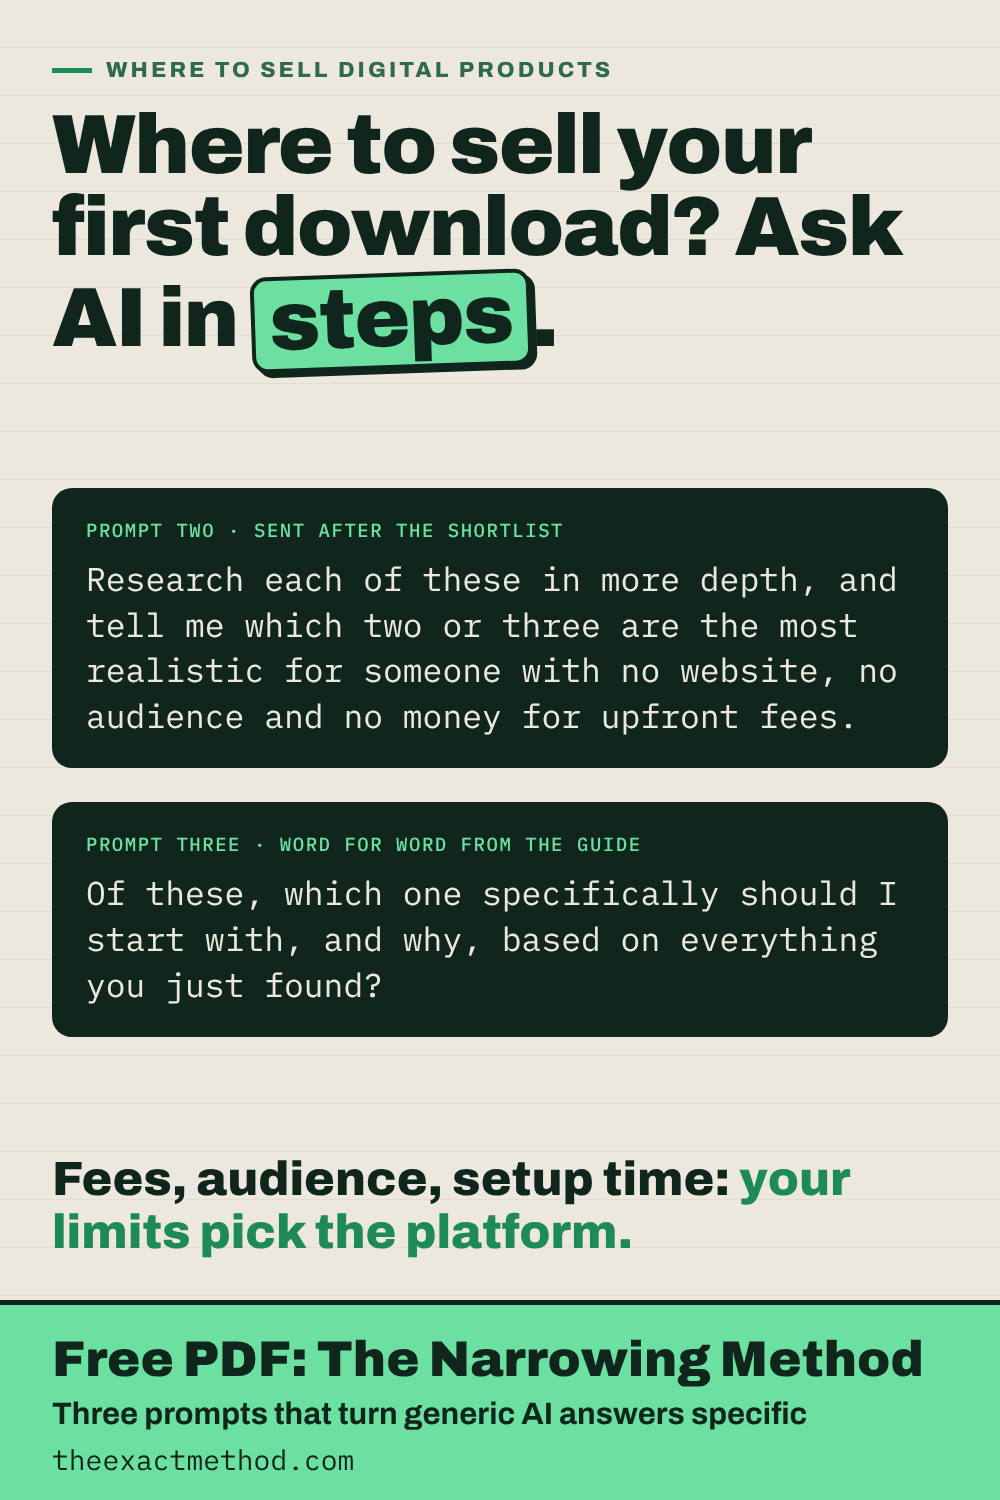 WHERE TO SELL DIGITAL PRODUCTS
Where to sell your
first download? Ask
AI in steps.
PROMPT TWO · SENT AFTER THE SHORTLIST
Research each of these in more depth, and
tell me which two or three are the most
realistic for someone with no website, no
audience and no money for upfront fees.
PROMPT THREE · WORD FOR WORD FROM THE GUIDE
Of these, which one specifically should I
start with, and why, based on everything
you just found?
Fees, audience, setup time: your
limits pick the platform.
Free PDF: The Narrowing Method
Three prompts that turn generic AI answers specific
theexactmethod.com